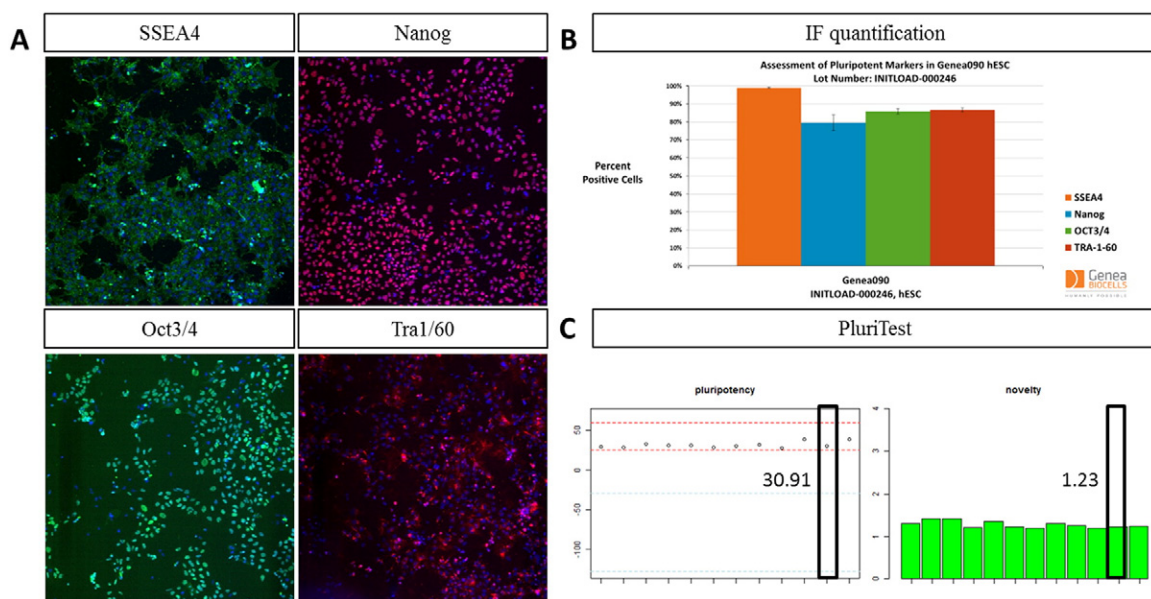 A
SSEA4
Nanog
Oct3/4
Tra1/60
B
IF quantification
Assessment of Pluripotent Markers in Genea090 hESC
Lot Number: INITLOAD-000246
100%
90%
80%
70%
60%
50%
40%
30%
20%
10%
0%
Percent
Positive Cells
SSEA4
Nanog
OCT3/4
TRA-1-60
Genea090
INITLOAD-000246, hESC
Genea
BIOCELLS
HUMANLY POSSIBLE
C
PluriTest
pluripotency
50
0
-50
-100
30.91
novelty
4
3
2
1
0
1.23